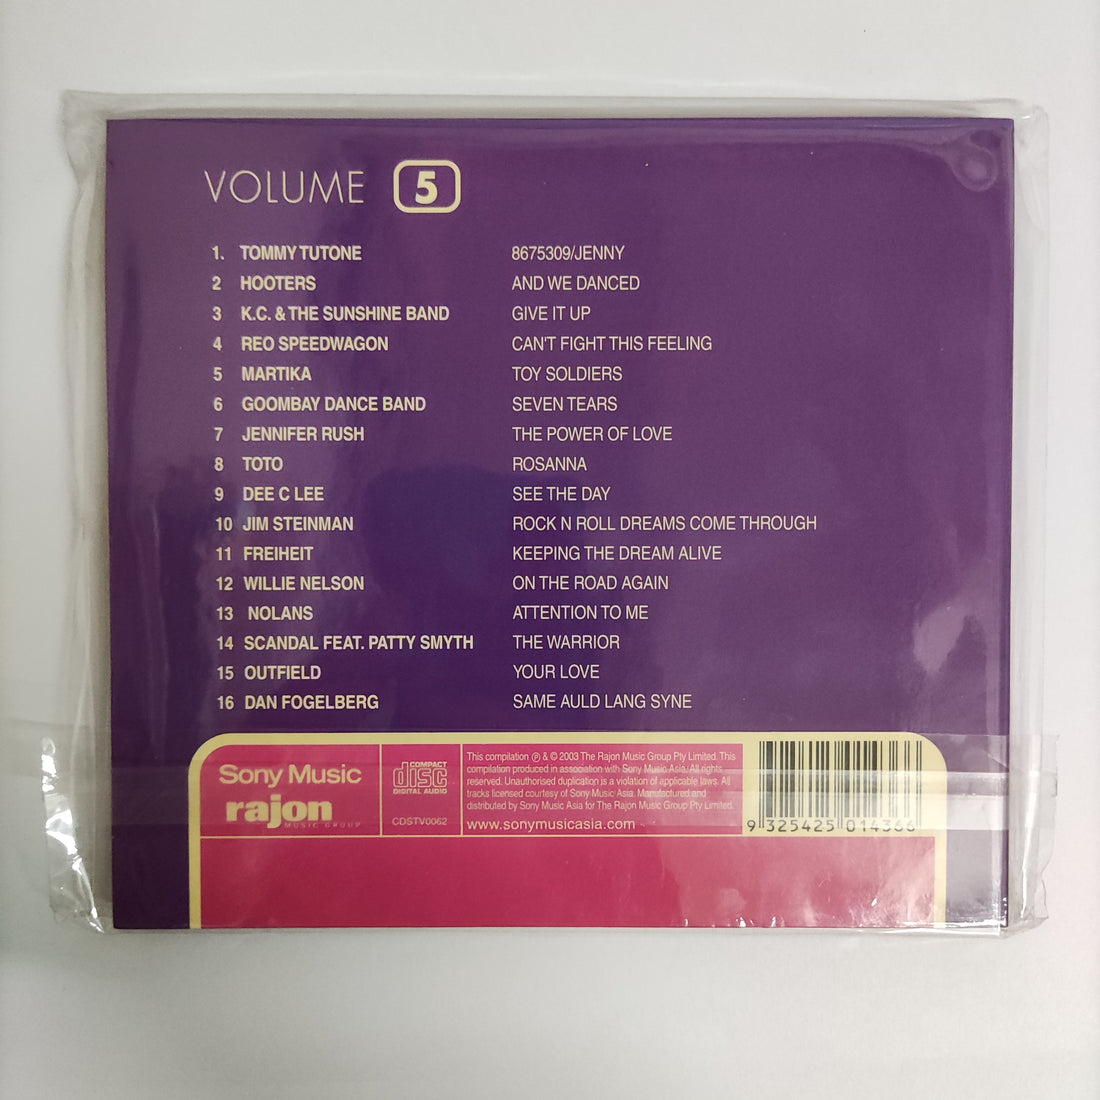 VOLUME 5
1. TOMMY TUTONE 8675309/JENNY
2 HOOTERS AND WE DANCED
3 K.C. & THE SUNSHINE BAND GIVE IT UP
4 REO SPEEDWAGON CAN'T FIGHT THIS FEELING
5 MARTIKA TOY SOLDIERS
6 GOOMBAY DANCE BAND SEVEN TEARS
7 JENNIFER RUSH THE POWER OF LOVE
8 TOTO ROSANNA
9 DEE C LEE SEE THE DAY
10 JIM STEINMAN ROCK N ROLL DREAMS COME THROUGH
11 FREIHEIT KEEPING THE DREAM ALIVE
12 WILLIE NELSON ON THE ROAD AGAIN
13 NOLANS ATTENTION TO ME
14 SCANDAL FEAT. PATTY SMYTH THE WARRIOR
15 OUTFIELD YOUR LOVE
16 DAN FOGELBERG SAME AULD LANG SYNE
Sony Music
rajon
MUSIC GROUP
COMPACT
disc
DIGITAL AUDIO
CDSTV0062
This compilation ℗ & © 2003 The Rajon Music Group Pty Limited. This
compilation produced in association with Sony Music Asia. All rights
reserved. Unauthorised duplication is a violation of applicable laws. All
tracks licensed courtesy of Sony Music Asia. Manufactured and
distributed by Sony Music Asia for The Rajon Music Group Pty Limited.
www.sonymusicasia.com
9 325425 014366